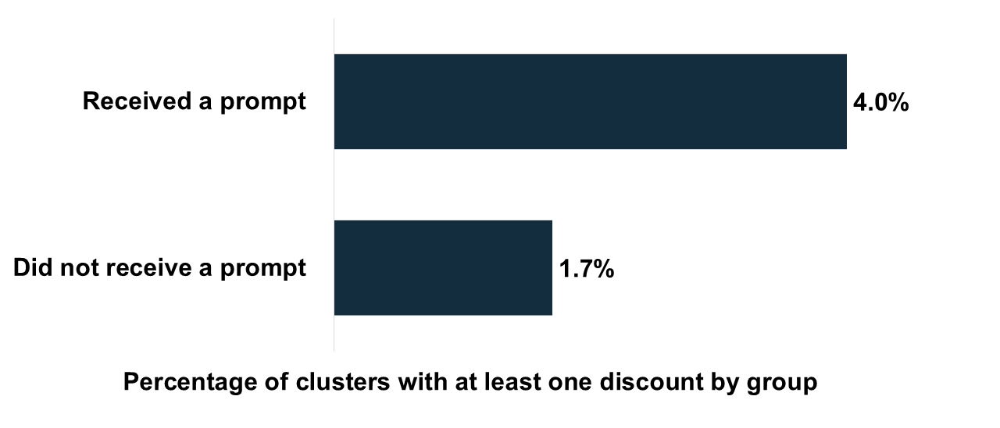 Received a prompt
4.0%
Did not receive a prompt
1.7%
Percentage of clusters with at least one discount by group